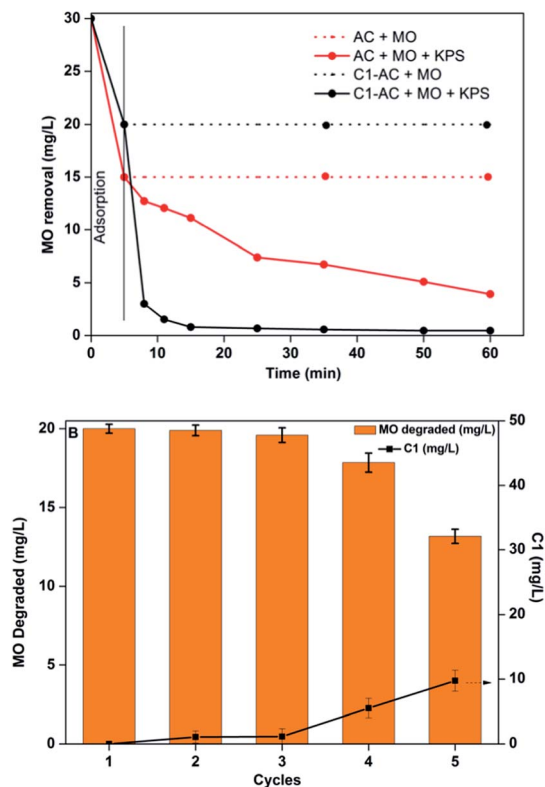 30
25
20
15
10
5
0
MO removal (mg/L)
Adsorption
AC + MO
AC + MO + KPS
C1-AC + MO
C1-AC + MO + KPS
0 10 20 30 40 50 60
Time (min)
B
MO degraded (mg/L)
C1 (mg/L)
20
15
10
5
0
MO Degraded (mg/L)
50
40
30
20
10
0
C1 (mg/L)
1 2 3 4 5
Cycles